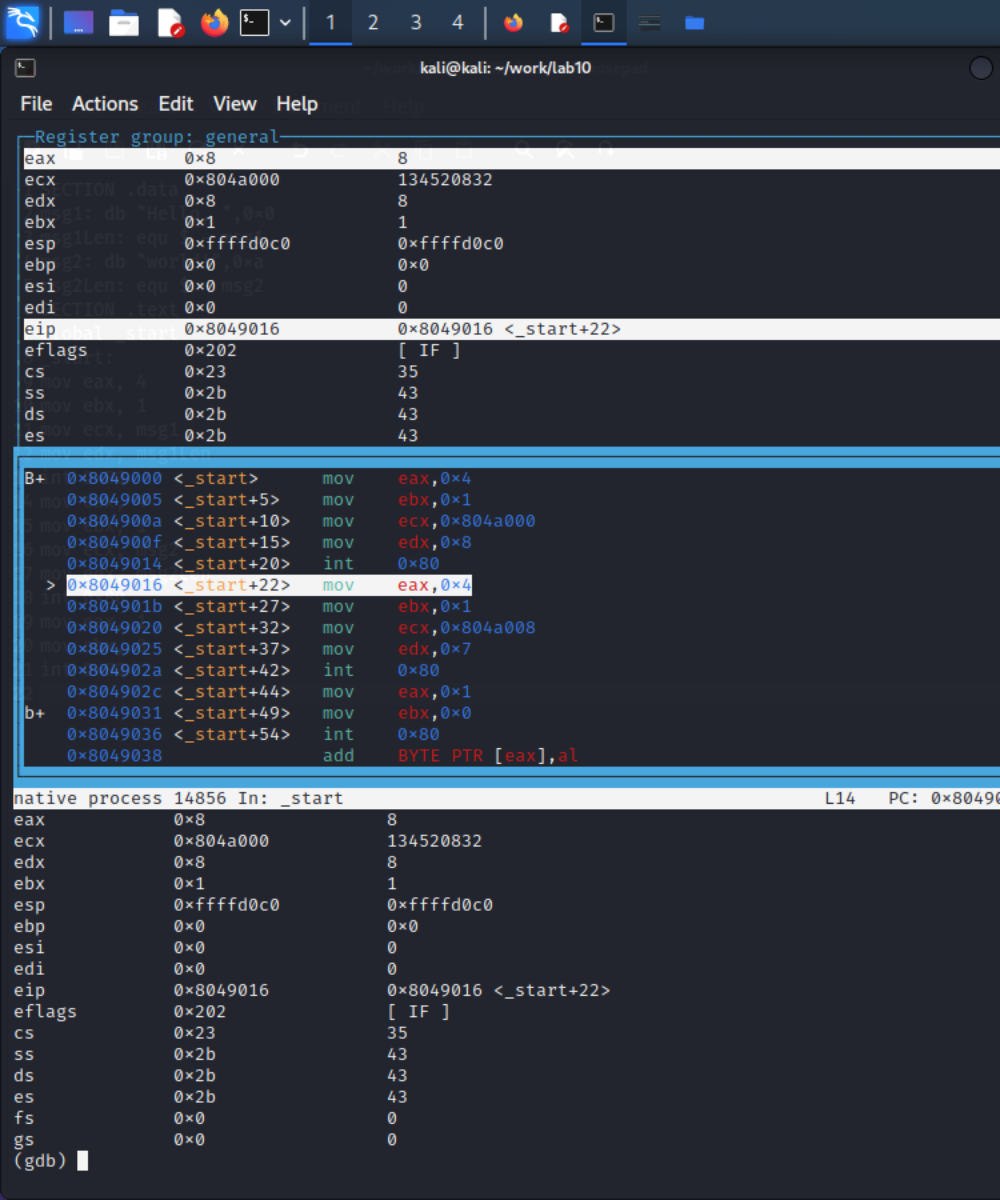 1 2 3 4
kali@kali: ~/work/lab10
File Actions Edit View Help
Register group: general
eax 0×8 8
ecx 0×804a000 134520832
edx 0×8 8
ebx 0×1 1
esp 0×ffffd0c0 0×ffffd0c0
ebp 0×0 0×0
esi 0×0 0
edi 0×0 0
eip 0×8049016 0×8049016 <_start+22>
eflags 0×202 [ IF ]
cs 0×23 35
ss 0×2b 43
ds 0×2b 43
es 0×2b 43
B+ 0×8049000 <_start> mov eax,0×4
0×8049005 <_start+5> mov ebx,0×1
0×804900a <_start+10> mov ecx,0×804a000
0×804900f <_start+15> mov edx,0×8
0×8049014 <_start+20> int 0×80
> 0×8049016 <_start+22> mov eax,0×4
0×804901b <_start+27> mov ebx,0×1
0×8049020 <_start+32> mov ecx,0×804a008
0×8049025 <_start+37> mov edx,0×7
0×804902a <_start+42> int 0×80
0×804902c <_start+44> mov eax,0×1
b+ 0×8049031 <_start+49> mov ebx,0×0
0×8049036 <_start+54> int 0×80
0×8049038 add BYTE PTR [eax],al
native process 14856 In: _start L14 PC: 0×8049
eax 0×8 8
ecx 0×804a000 134520832
edx 0×8 8
ebx 0×1 1
esp 0×ffffd0c0 0×ffffd0c0
ebp 0×0 0×0
esi 0×0 0
edi 0×0 0
eip 0×8049016 0×8049016 <_start+22>
eflags 0×202 [ IF ]
cs 0×23 35
ss 0×2b 43
ds 0×2b 43
es 0×2b 43
fs 0×0 0
gs 0×0 0
(gdb)